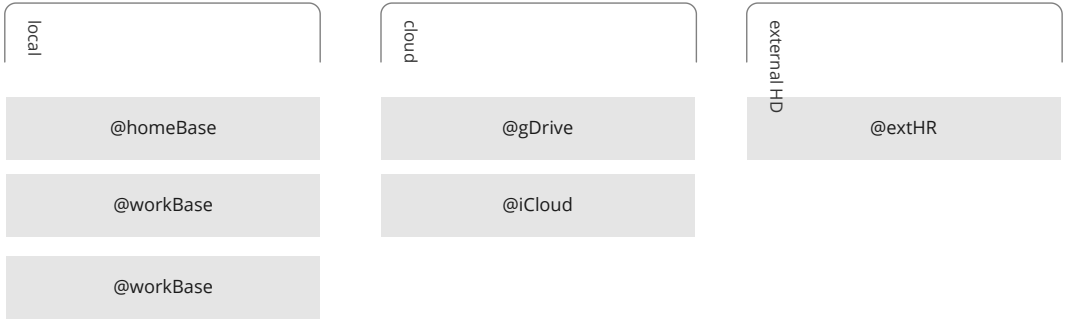 local
@homeBase
@workBase
@workBase
cloud
@gDrive
@iCloud
external HD
@extHR